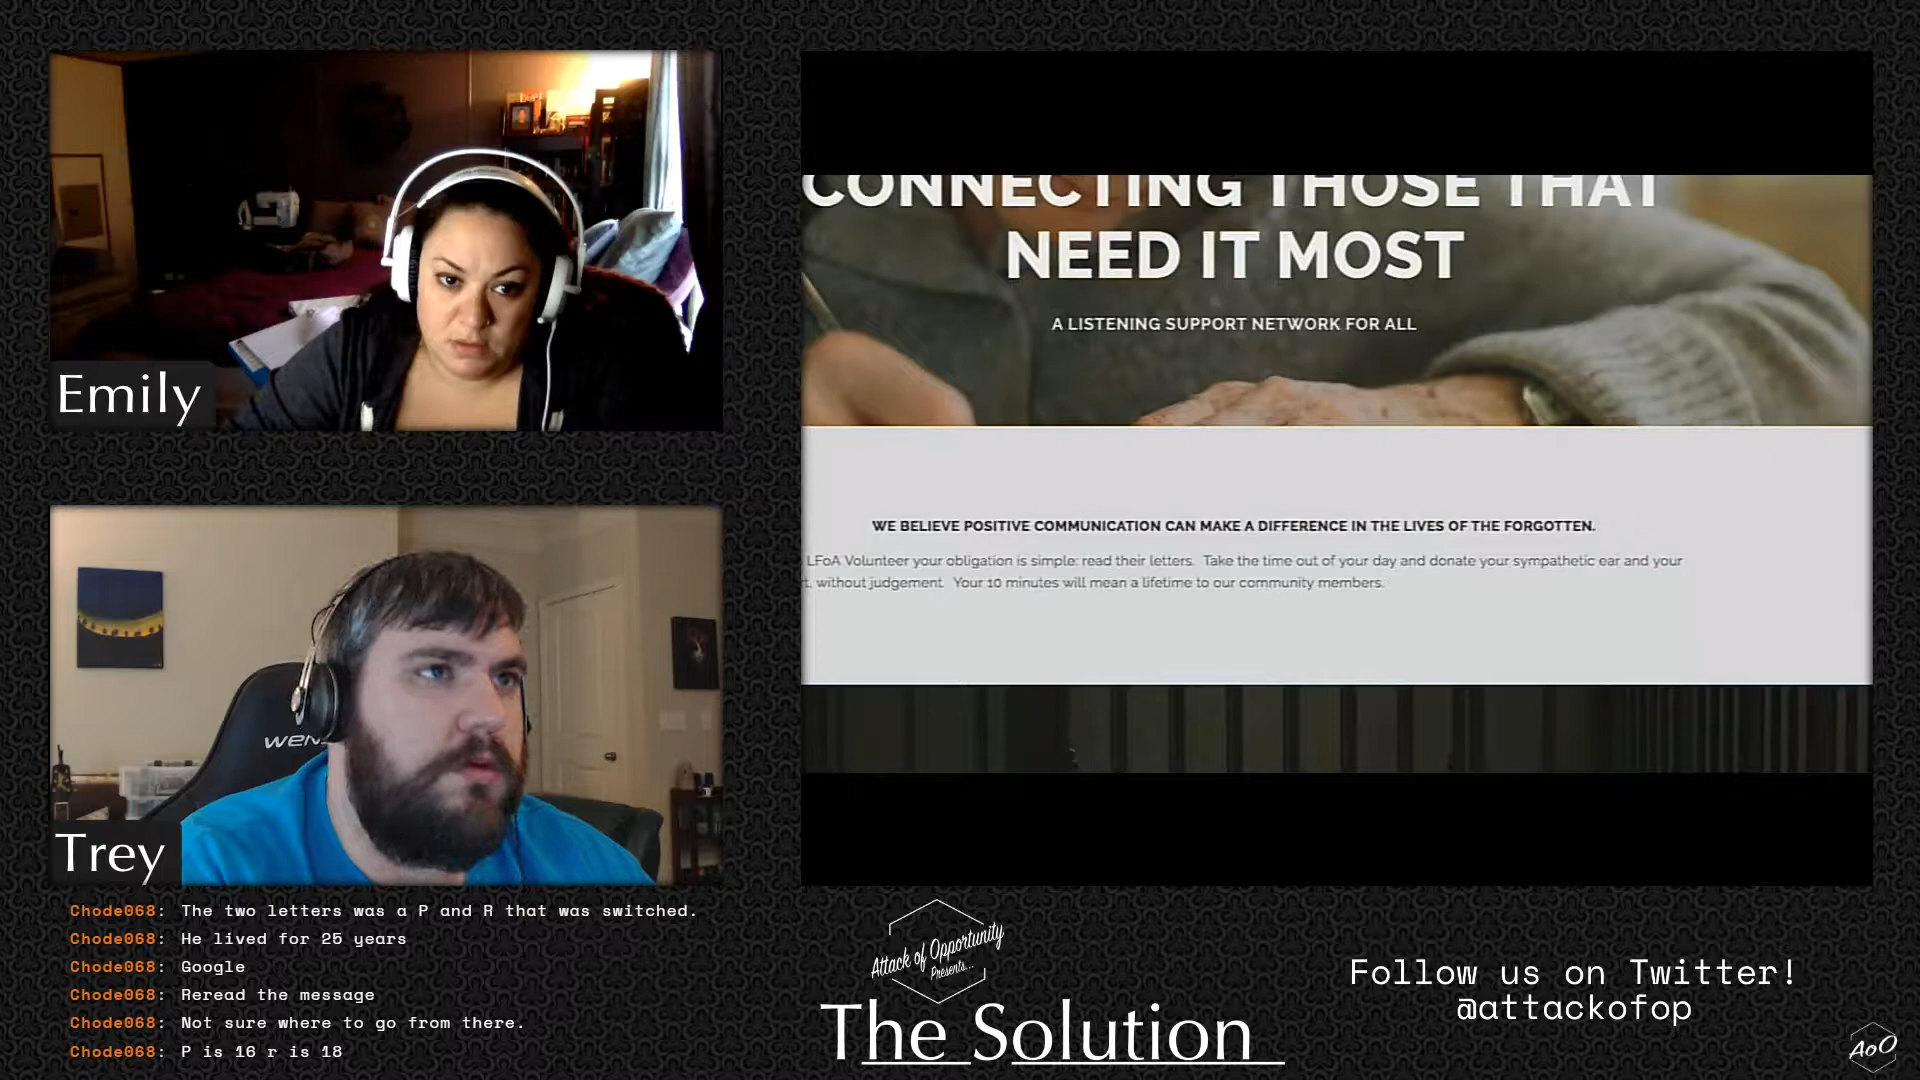 CONNECTING THOSE THAT
NEED IT MOST
A LISTENING SUPPORT NETWORK FOR ALL
WE BELIEVE POSITIVE COMMUNICATION CAN MAKE A DIFFERENCE IN THE LIVES OF THE FORGOTTEN.
LFoA Volunteer your obligation is simple: read their letters. Take the time out of your day and donate your sympathetic ear and your
, without judgement. Your 10 minutes will mean a lifetime to our community members.
Emily
Trey
Chode068: The two letters was a P and R that was switched.
Chode068: He lived for 25 years
Chode068: Google
Chode068: Reread the message
Chode068: Not sure where to go from there.
Chode068: P is 16 r is 18
Attack of Opportunity
Presents...
The Solution
Follow us on Twitter!
@attackofop
AoO